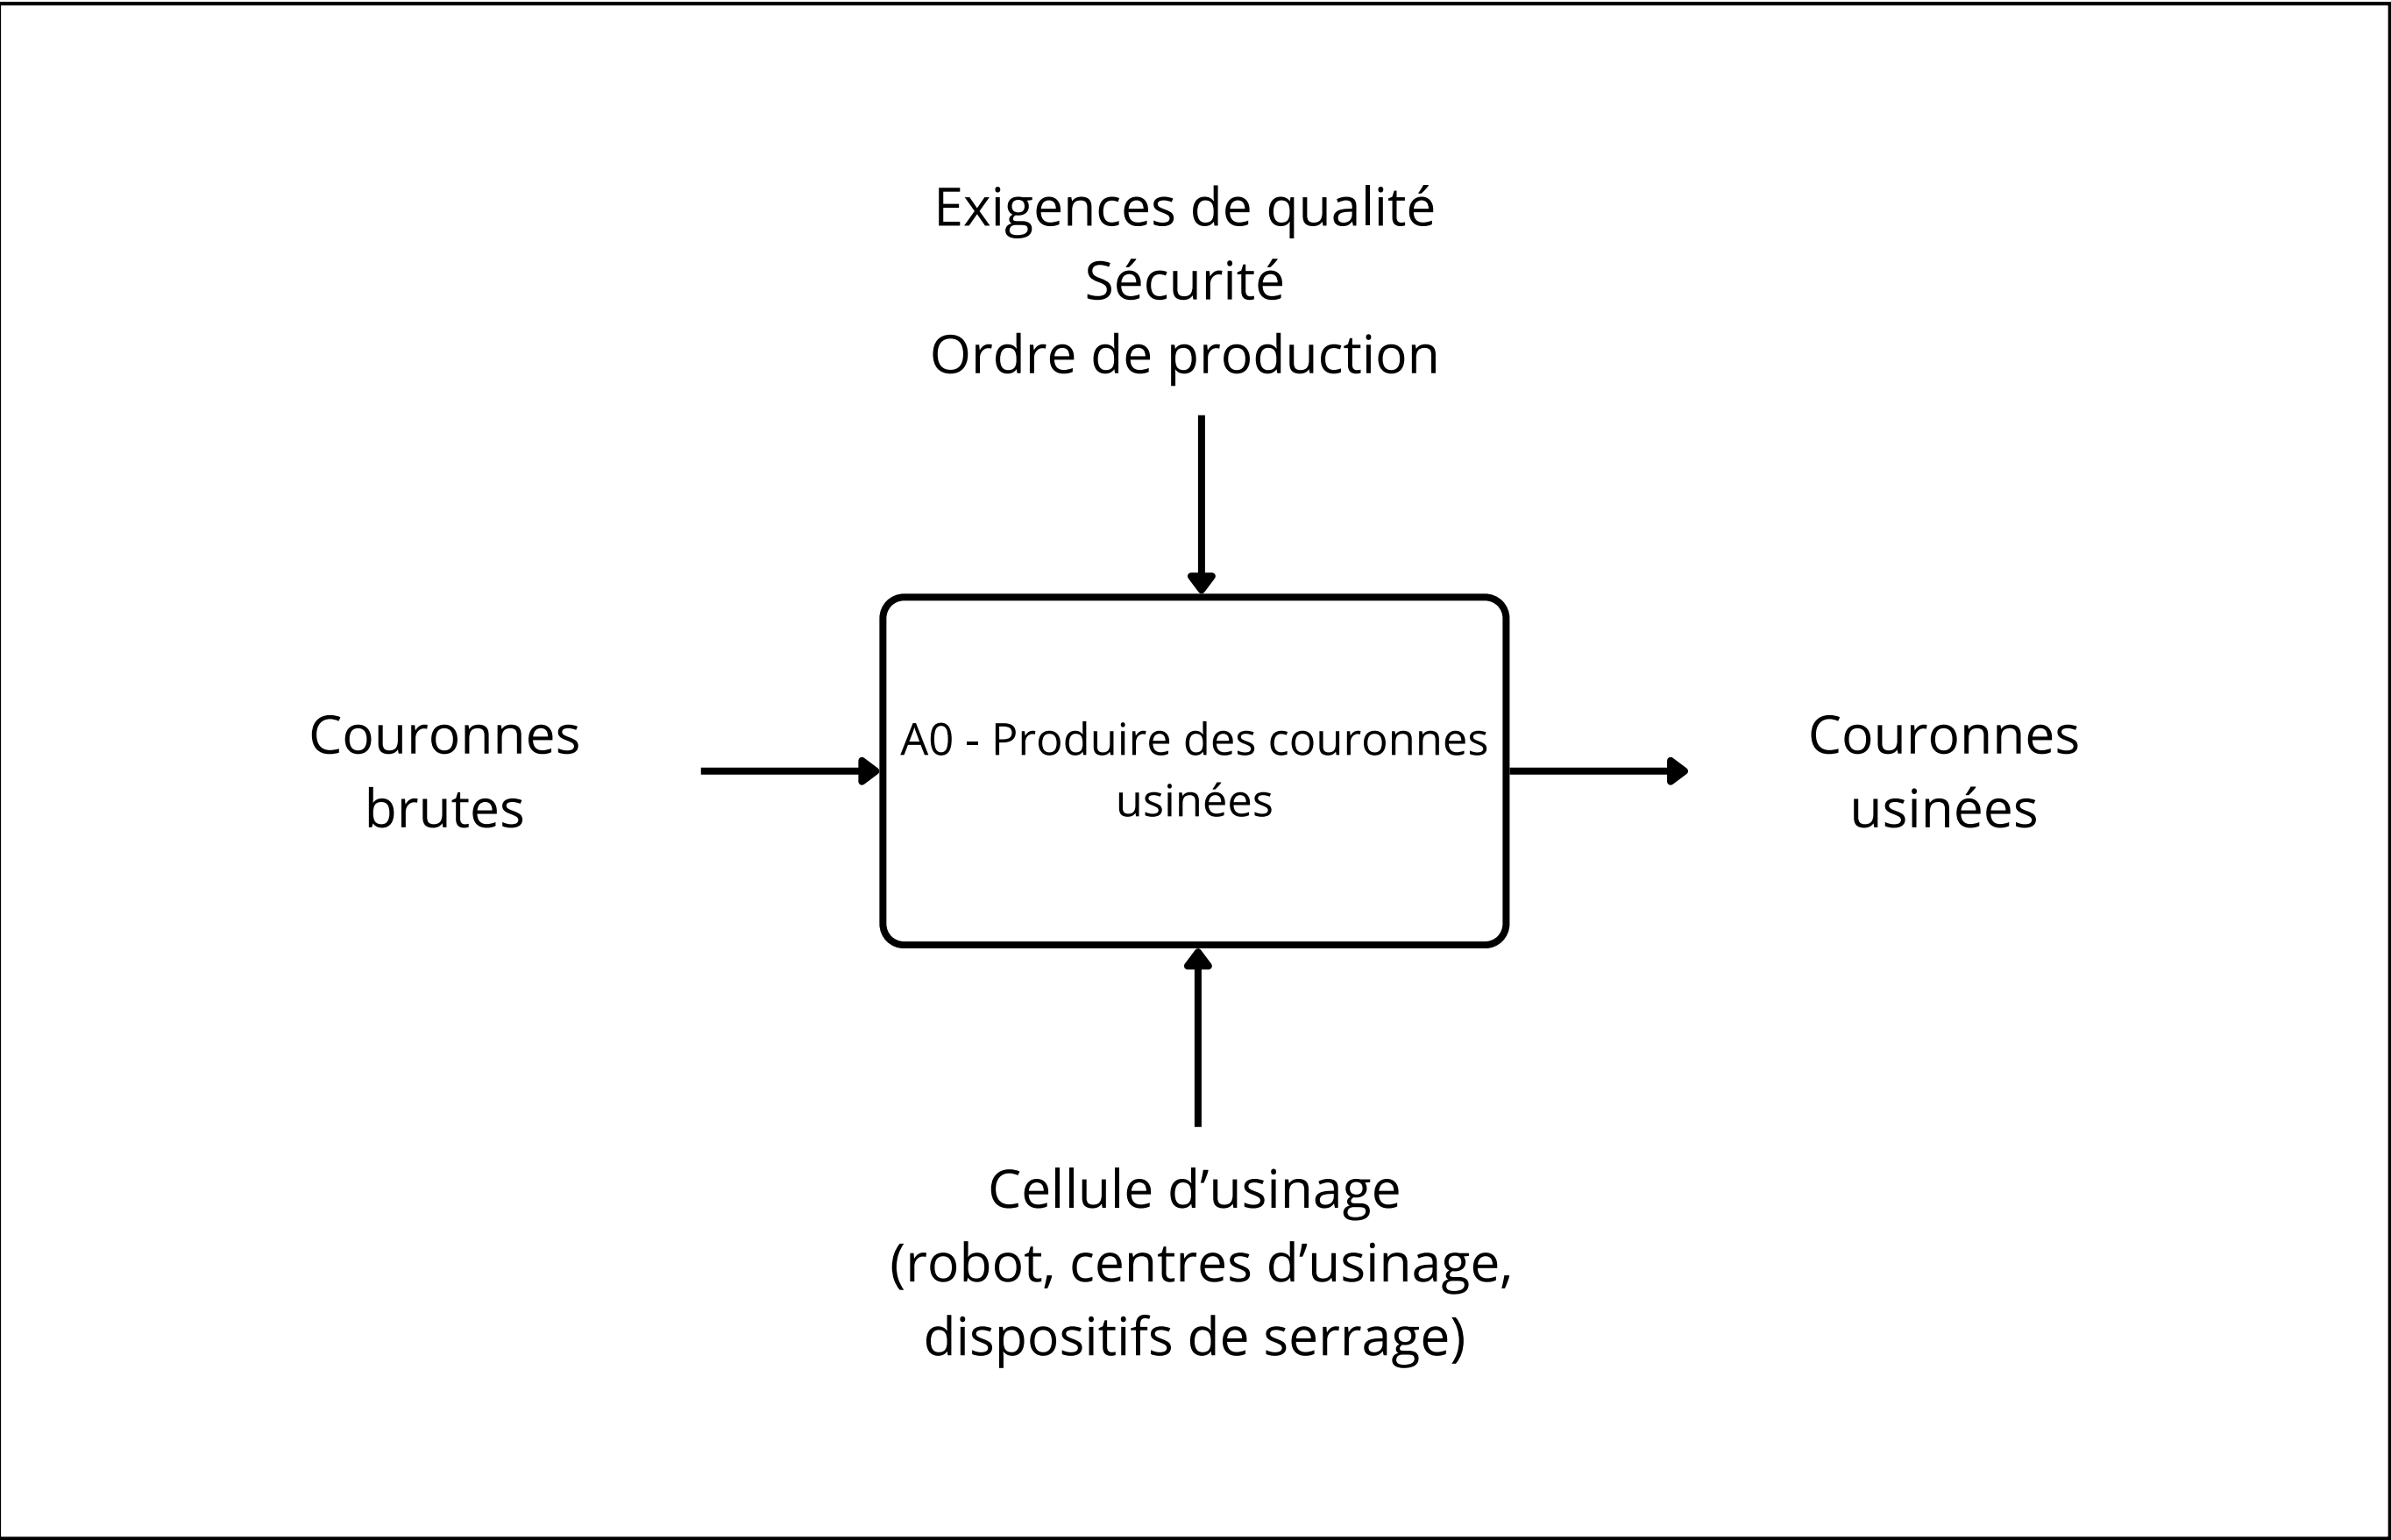 Exigences de qualité
Sécurité
Ordre de production
Couronnes
brutes
A0 - Produire des couronnes
usinées
Couronnes
usinées
Cellule d’usinage
(robot, centres d’usinage,
dispositifs de serrage)